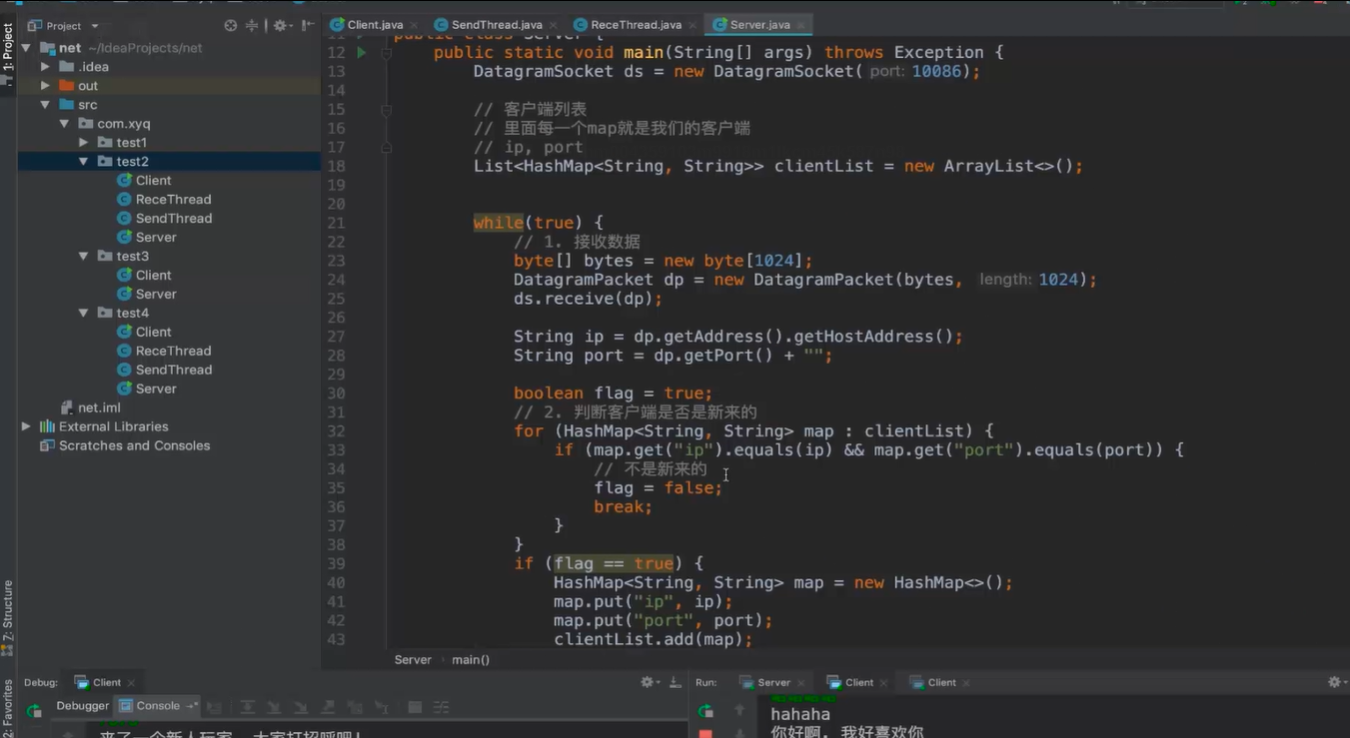 Project
Client.java
SendThread.java
ReceThread.java
Server.java
1: Project
net ~/IdeaProjects/net
.idea
out
src
com.xyq
test1
test2
Client
ReceThread
SendThread
Server
test3
Client
Server
test4
Client
ReceThread
SendThread
Server
net.iml
External Libraries
Scratches and Consoles
public class Server {
12 public static void main(String[] args) throws Exception {
13 DatagramSocket ds = new DatagramSocket( port: 10086);
14
15 // 客户端列表
16 // 里面每一个map就是我们的客户端
17 // ip, port
18 List<HashMap<String, String>> clientList = new ArrayList<>();
19
20
21 while(true) {
22 // 1. 接收数据
23 byte[] bytes = new byte[1024];
24 DatagramPacket dp = new DatagramPacket(bytes, length: 1024);
25 ds.receive(dp);
26
27 String ip = dp.getAddress().getHostAddress();
28 String port = dp.getPort() + "";
29
30 boolean flag = true;
31 // 2. 判断客户端是否是新来的
32 for (HashMap<String, String> map : clientList) {
33 if (map.get("ip").equals(ip) && map.get("port").equals(port)) {
34 // 不是新来的
35 flag = false;
36 break;
37 }
38 }
39 if (flag == true) {
40 HashMap<String, String> map = new HashMap<>();
41 map.put("ip", ip);
42 map.put("port", port);
43 clientList.add(map);
Server main()
7: Structure
2: Favorites
Debug: Client
Debugger Console
来了一个新人玩家, 大家打招呼吧!
Run: Server Client Client
hahaha
你好啊, 我好喜欢你